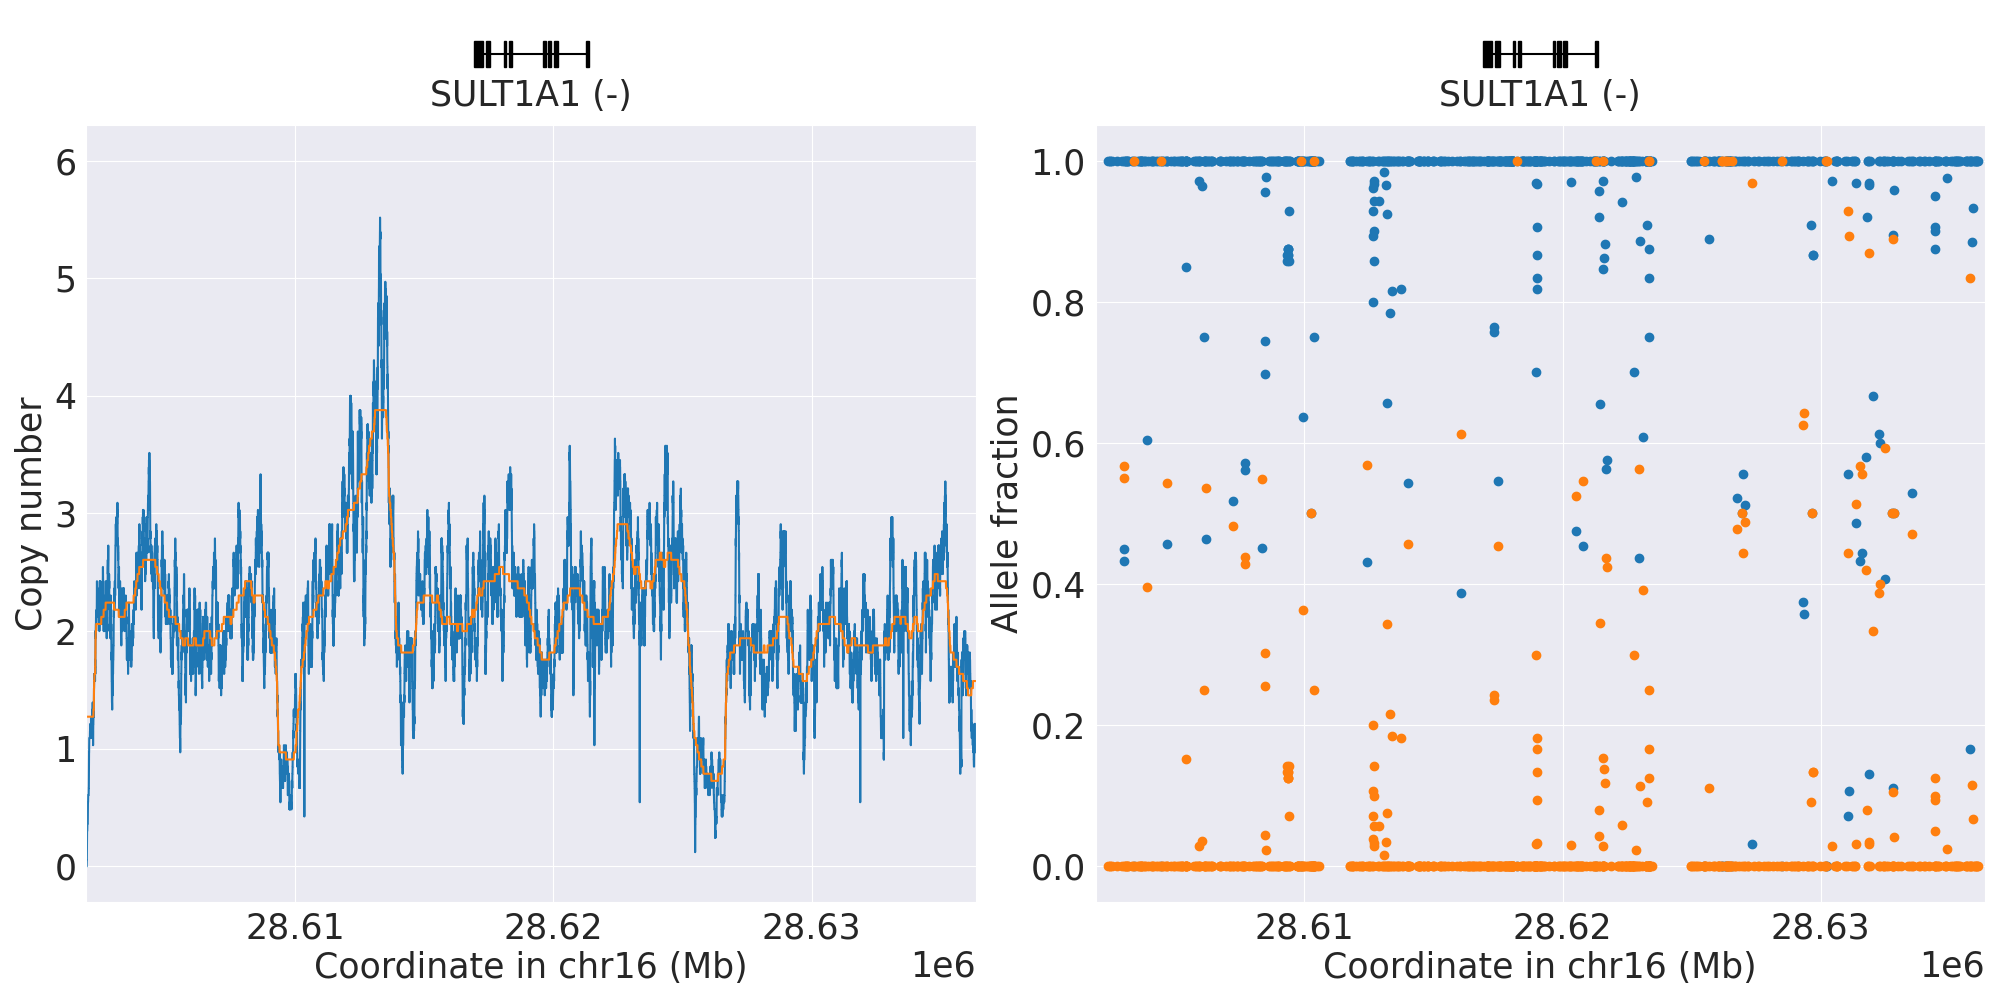 SULT1A1 (-)
SULT1A1 (-)
Copy number
6
5
4
3
2
1
0
28.61
28.62
28.63
Coordinate in chr16 (Mb)
1e6
Allele fraction
1.0
0.8
0.6
0.4
0.2
0.0
28.61
28.62
28.63
Coordinate in chr16 (Mb)
1e6